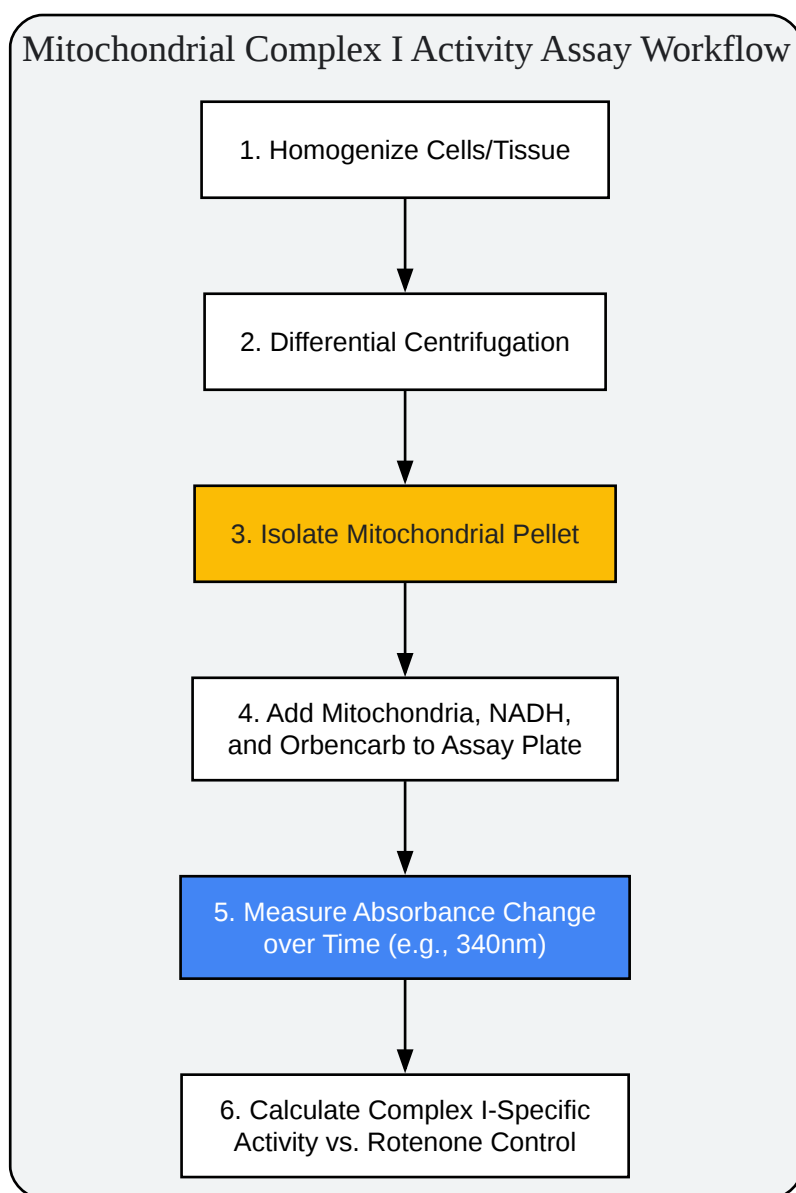 Mitochondrial Complex I Activity Assay Workflow
1. Homogenize Cells/Tissue
2. Differential Centrifugation
3. Isolate Mitochondrial Pellet
4. Add Mitochondria, NADH,
and Orbencarb to Assay Plate
5. Measure Absorbance Change
over Time (e.g., 340nm)
6. Calculate Complex I-Specific
Activity vs. Rotenone Control